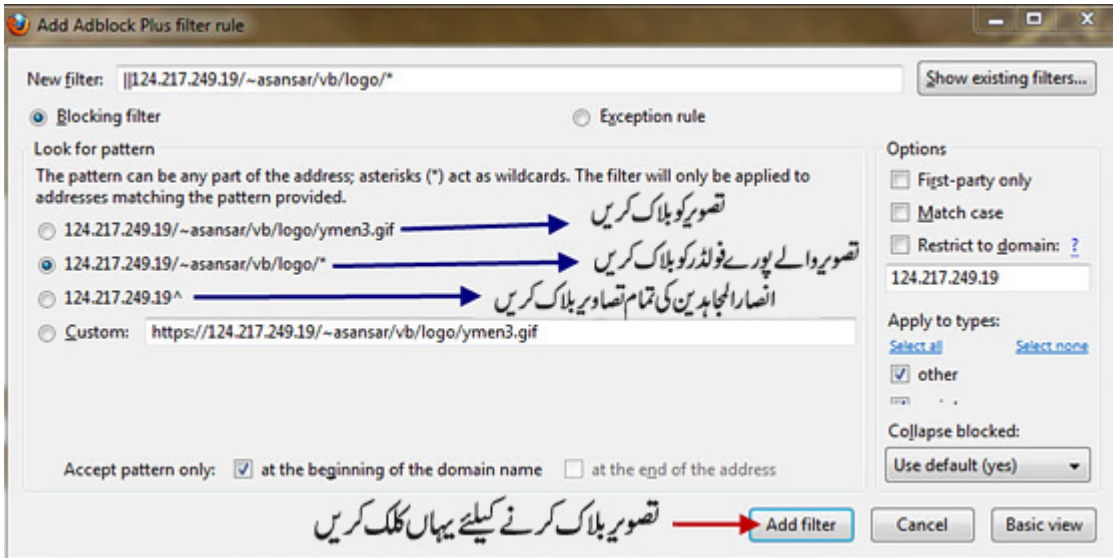 Add Adblock Plus filter rule
New filter: ||124.217.249.19/~asansar/vb/logo/* Show existing filters...
Blocking filter Exception rule
Look for pattern
The pattern can be any part of the address; asterisks (*) act as wildcards. The filter will only be applied to
addresses matching the pattern provided.
124.217.249.19/~asansar/vb/logo/ymen3.gif تصویر کو بلاک کریں
124.217.249.19/~asansar/vb/logo/* تصویر والے پورے فولڈر کو بلاک کریں
124.217.249.19^ انصار المجاہدین کی تمام تصاویر بلاک کریں
Custom: https://124.217.249.19/~asansar/vb/logo/ymen3.gif
Accept pattern only: at the beginning of the domain name at the end of the address
Options
First-party only
Match case
Restrict to domain: ?
124.217.249.19
Apply to types:
Select all Select none
other
Collapse blocked:
Use default (yes)
تصویر بلاک کرنے کیلئے یہاں کلک کریں Add filter Cancel Basic view